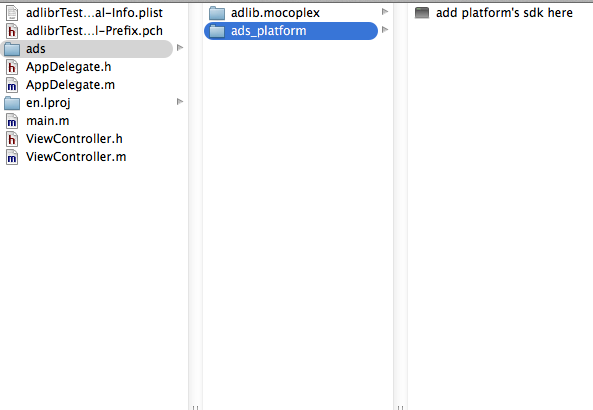 adlibrTest...al-Info.plist
adlibrTest...l-Prefix.pch
ads
AppDelegate.h
AppDelegate.m
en.lproj
main.m
ViewController.h
ViewController.m
adlib.mocoplex
ads_platform
add platform's sdk here